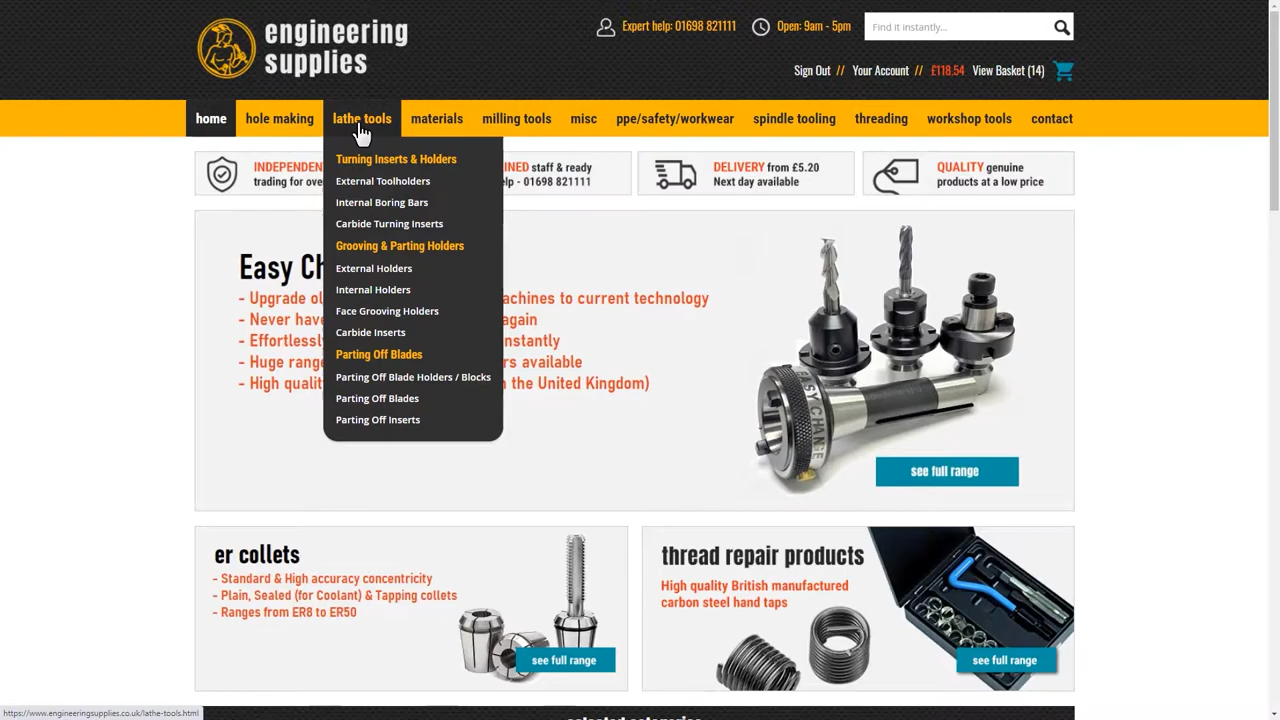 engineering
supplies
Expert help: 01698 821111
Open: 9am - 5pm
Find it instantly...
Sign Out // Your Account // £118.54 View Basket (14)
home
hole making
lathe tools
materials
milling tools
misc
ppe/safety/workwear
spindle tooling
threading
workshop tools
contact
Turning Inserts & Holders
External Toolholders
Internal Boring Bars
Carbide Turning Inserts
Grooving & Parting Holders
External Holders
Internal Holders
Face Grooving Holders
Carbide Inserts
Parting Off Blades
Parting Off Blade Holders / Blocks
Parting Off Blades
Parting Off Inserts
INDEPENDEN
trading for ove
INED staff & ready
elp - 01698 821111
DELIVERY from £5.20
Next day available
QUALITY genuine
products at a low price
Easy Ch
- Upgrade ol achines to current technology
- Never have again
- Effortlessl nstantly
- Huge rang rs available
- High qualit n the United Kingdom)
EASY CHANGE
see full range
er collets
- Standard & High accuracy concentricity
- Plain, Sealed (for Coolant) & Tapping collets
- Ranges from ER8 to ER50
see full range
thread repair products
High quality British manufactured
carbon steel hand taps
see full range
https://www.engineeringsupplies.co.uk/lathe-tools.html